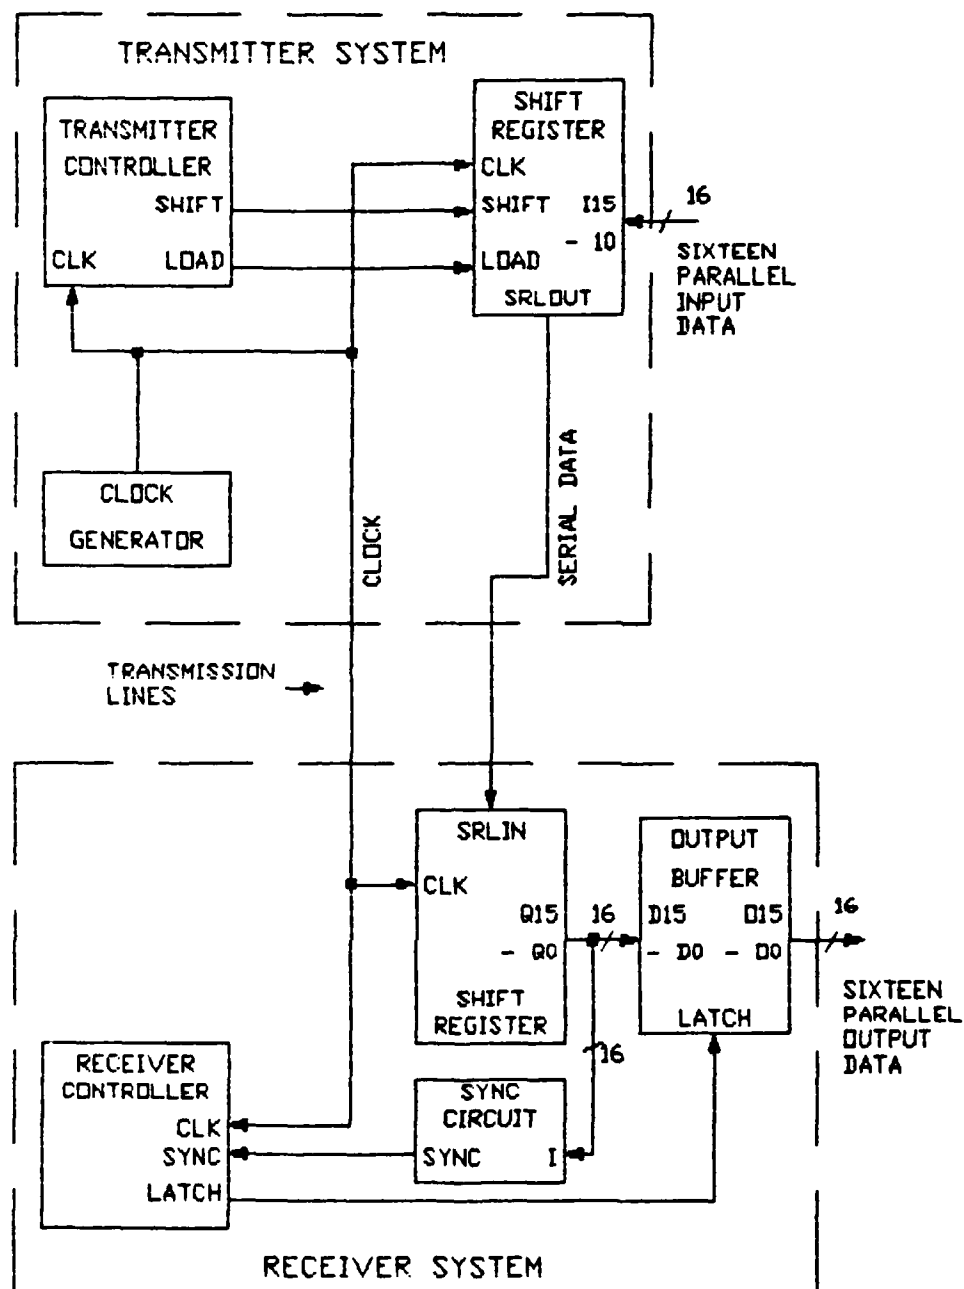 TRANSMITTER SYSTEM
TRANSMITTER
CONTROLLER
SHIFT
CLK
LOAD
SHIFT
REGISTER
CLK
SHIFT
I15
- I0
LOAD
SRLOUT
16
SIXTEEN
PARALLEL
INPUT
DATA
CLOCK
GENERATOR
CLOCK
SERIAL DATA
TRANSMISSION
LINES
SRLIN
CLK
Q15
- Q0
SHIFT
REGISTER
16
OUTPUT
BUFFER
D15
O15
- D0
- O0
LATCH
16
SIXTEEN
PARALLEL
OUTPUT
DATA
16
RECEIVER
CONTROLLER
CLK
SYNC
LATCH
SYNC
CIRCUIT
SYNC
I
RECEIVER SYSTEM